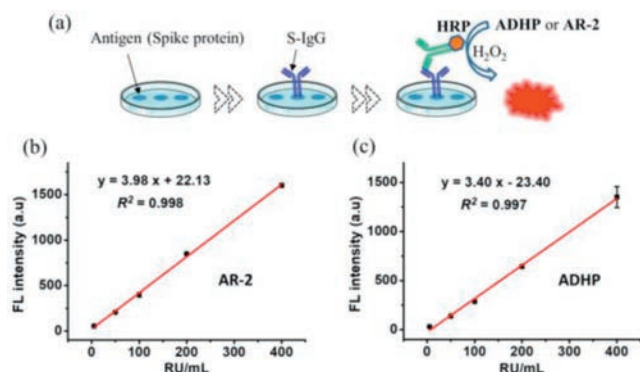 (a)
Antigen (Spike protein)
S-IgG
HRP
ADHP or AR-2
H₂O₂
(b)
y = 3.98 x + 22.13
R² = 0.998
AR-2
FL intensity (a.u)
1500
1000
500
0
0 100 200 300 400
RU/mL
(c)
y = 3.40 x - 23.40
R² = 0.997
ADHP
FL intensity (a.u)
1500
1000
500
0
0 100 200 300 400
RU/mL